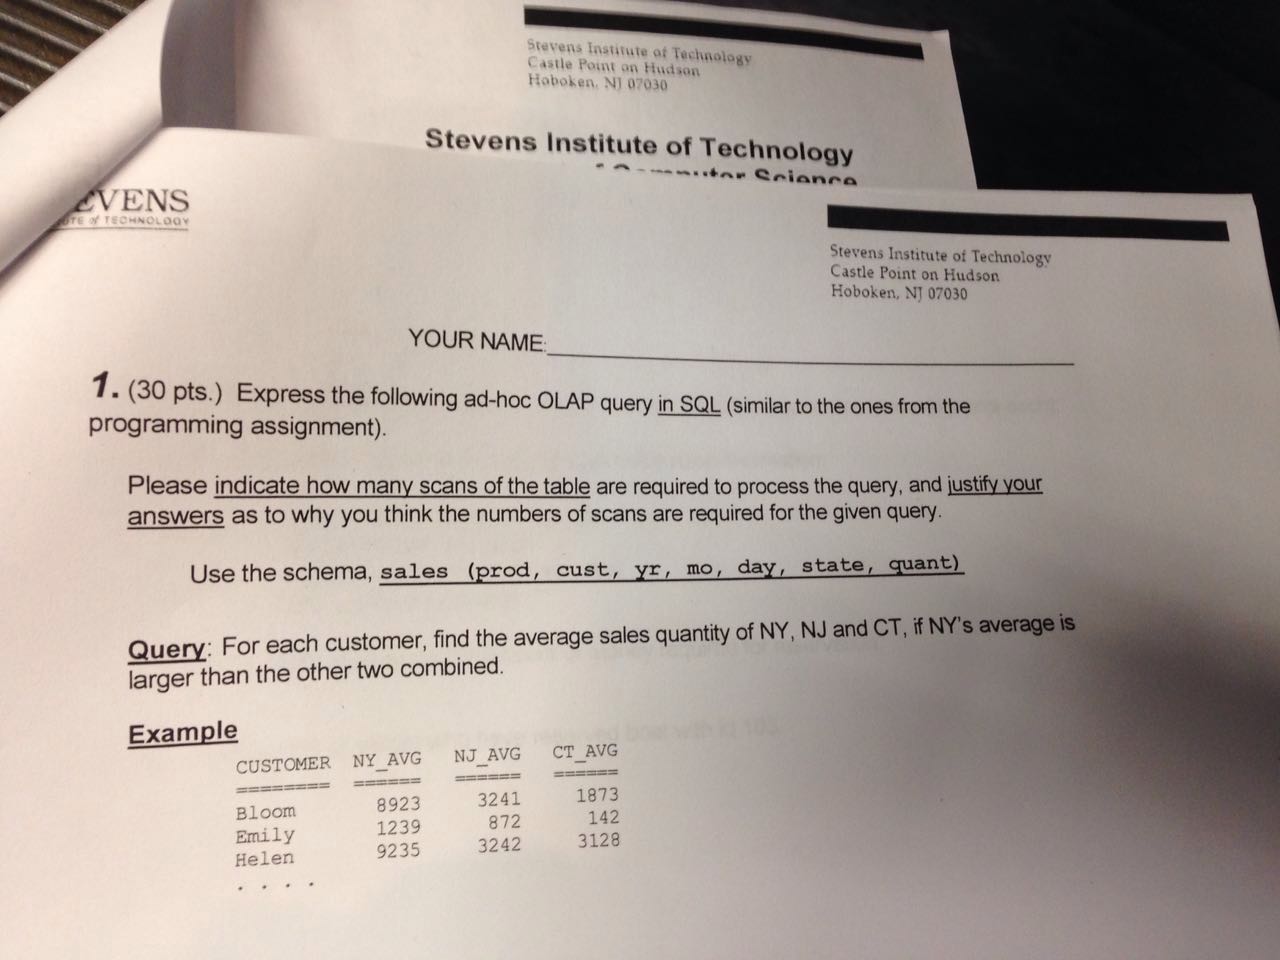 Stevens Institute of Technology
Castle Point on Hudson
Hoboken, NJ 07030
Stevens Institute of Technology
Computer Science
EVENS
UTE of TECHNOLOGY
Stevens Institute of Technology
Castle Point on Hudson
Hoboken, NJ 07030
YOUR NAME:
1. (30 pts.) Express the following ad-hoc OLAP query in SQL (similar to the ones from the
programming assignment).
Please indicate how many scans of the table are required to process the query, and justify your
answers as to why you think the numbers of scans are required for the given query.
Use the schema, sales (prod, cust, yr, mo, day, state, quant)
Query: For each customer, find the average sales quantity of NY, NJ and CT, if NY's average is
larger than the other two combined.
Example
CUSTOMER NY_AVG NJ_AVG CT_AVG
======== ====== ====== ======
Bloom 8923 3241 1873
Emily 1239 872 142
Helen 9235 3242 3128
. . . .